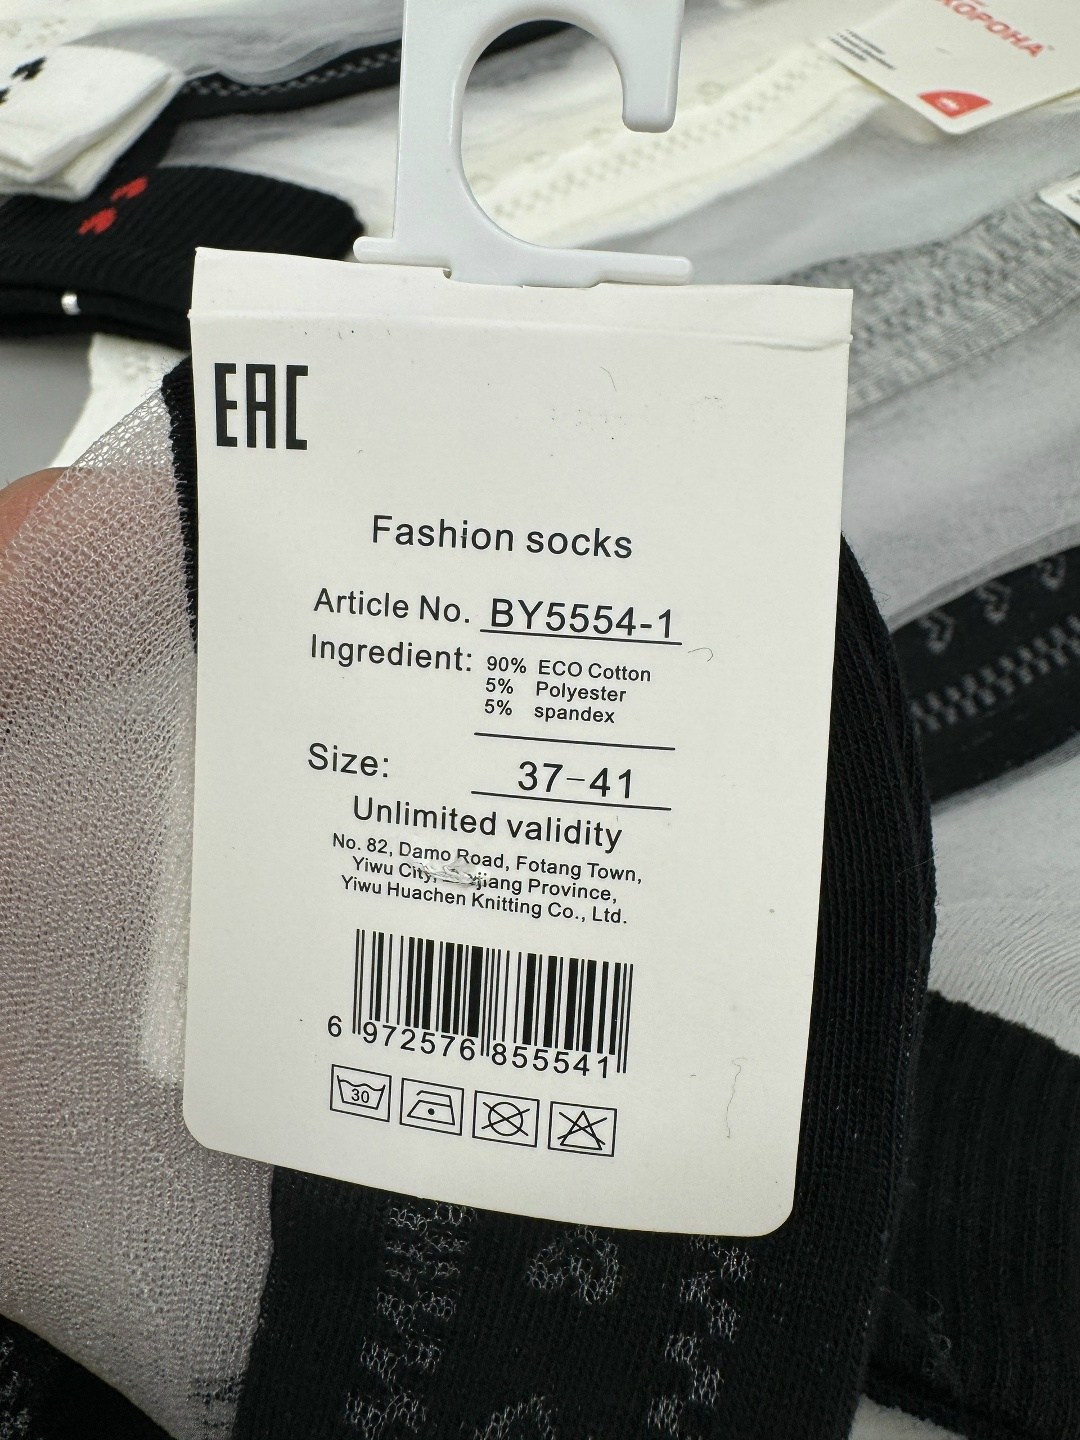 КОРОНА
EAC
Fashion socks
Article No. BY5554-1
Ingredient: 90% ECO Cotton
5% Polyester
5% spandex
Size: 37-41
Unlimited validity
No. 82, Damo Road, Fotang Town,
Yiwu City, jiang Province,
Yiwu Huachen Knitting Co., Ltd.
6 972576 855541
30